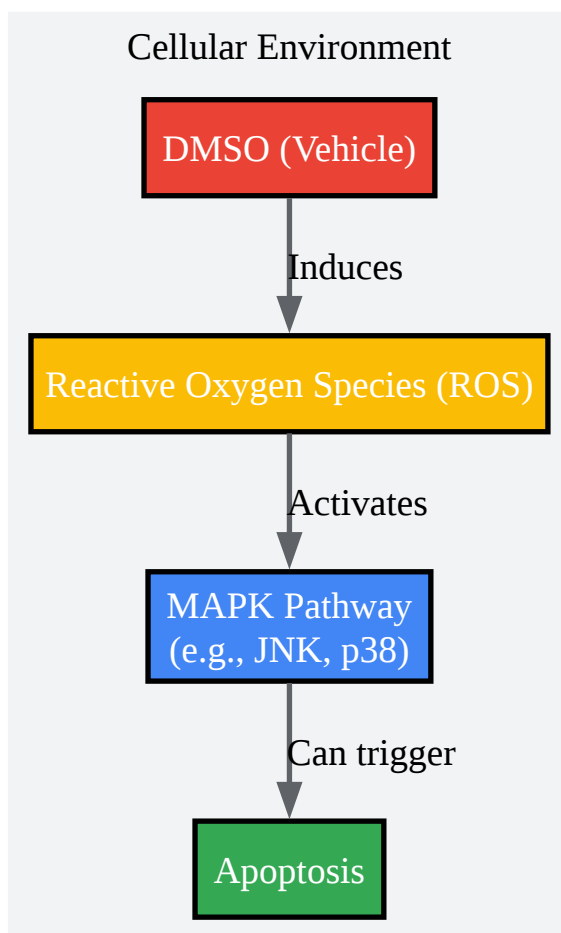 Cellular Environment
DMSO (Vehicle)
Induces
Reactive Oxygen Species (ROS)
Activates
MAPK Pathway
(e.g., JNK, p38)
Can trigger
Apoptosis